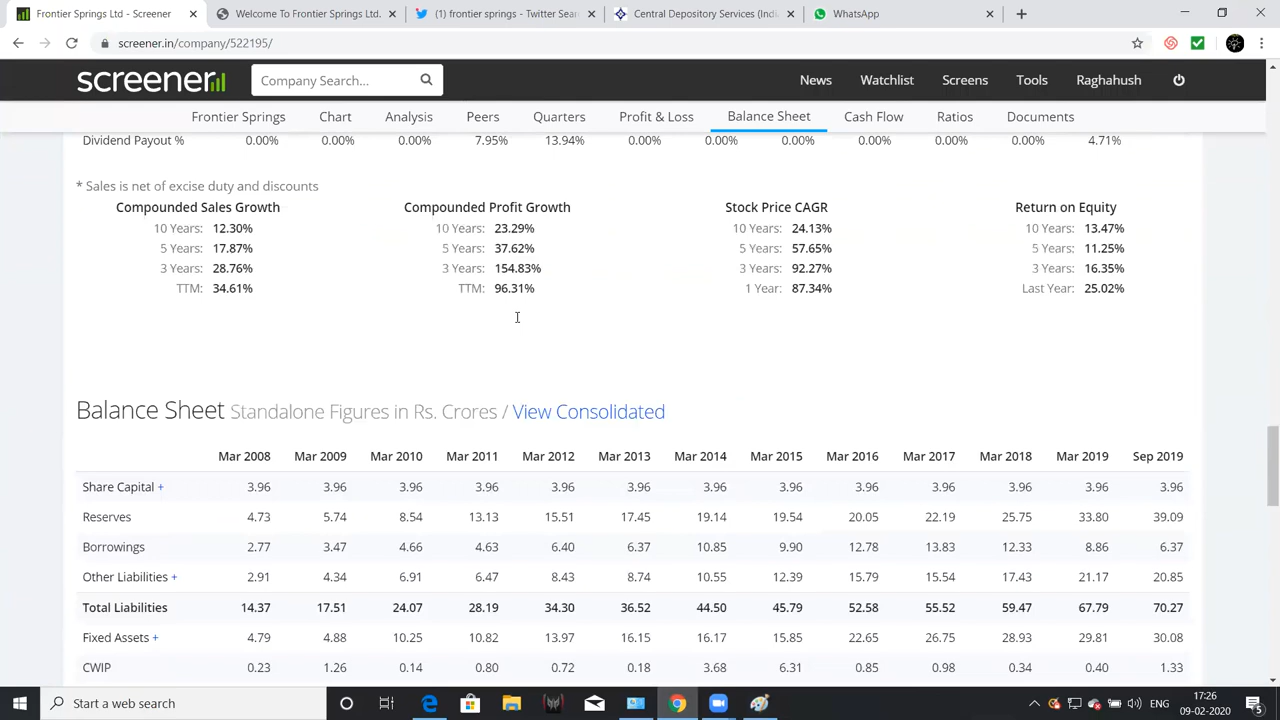 Frontier Springs Ltd - Screener
Welcome To Frontier Springs Ltd.
(1) frontier springs - Twitter Sear
Central Depository Services (Indi
WhatsApp
screener.in/company/522195/
screener
Company Search...
News Watchlist Screens Tools Raghahush
Frontier Springs Chart Analysis Peers Quarters Profit & Loss Balance Sheet Cash Flow Ratios Documents
Dividend Payout % 0.00% 0.00% 0.00% 7.95% 13.94% 0.00% 0.00% 0.00% 0.00% 0.00% 0.00% 4.71%
* Sales is net of excise duty and discounts
Compounded Sales Growth
10 Years: 12.30%
5 Years: 17.87%
3 Years: 28.76%
TTM: 34.61%
Compounded Profit Growth
10 Years: 23.29%
5 Years: 37.62%
3 Years: 154.83%
TTM: 96.31%
Stock Price CAGR
10 Years: 24.13%
5 Years: 57.65%
3 Years: 92.27%
1 Year: 87.34%
Return on Equity
10 Years: 13.47%
5 Years: 11.25%
3 Years: 16.35%
Last Year: 25.02%
Balance Sheet Standalone Figures in Rs. Crores / View Consolidated
Mar 2008 Mar 2009 Mar 2010 Mar 2011 Mar 2012 Mar 2013 Mar 2014 Mar 2015 Mar 2016 Mar 2017 Mar 2018 Mar 2019 Sep 2019
Share Capital + 3.96 3.96 3.96 3.96 3.96 3.96 3.96 3.96 3.96 3.96 3.96 3.96 3.96
Reserves 4.73 5.74 8.54 13.13 15.51 17.45 19.14 19.54 20.05 22.19 25.75 33.80 39.09
Borrowings 2.77 3.47 4.66 4.63 6.40 6.37 10.85 9.90 12.78 13.83 12.33 8.86 6.37
Other Liabilities + 2.91 4.34 6.91 6.47 8.43 8.74 10.55 12.39 15.79 15.54 17.43 21.17 20.85
Total Liabilities 14.37 17.51 24.07 28.19 34.30 36.52 44.50 45.79 52.58 55.52 59.47 67.79 70.27
Fixed Assets + 4.79 4.88 10.25 10.82 13.97 16.15 16.17 15.85 22.65 26.75 28.93 29.81 30.08
CWIP 0.23 1.26 0.14 0.80 0.72 0.18 3.68 6.31 0.85 0.98 0.34 0.40 1.33
Start a web search
ENG
17:26
09-02-2020
5